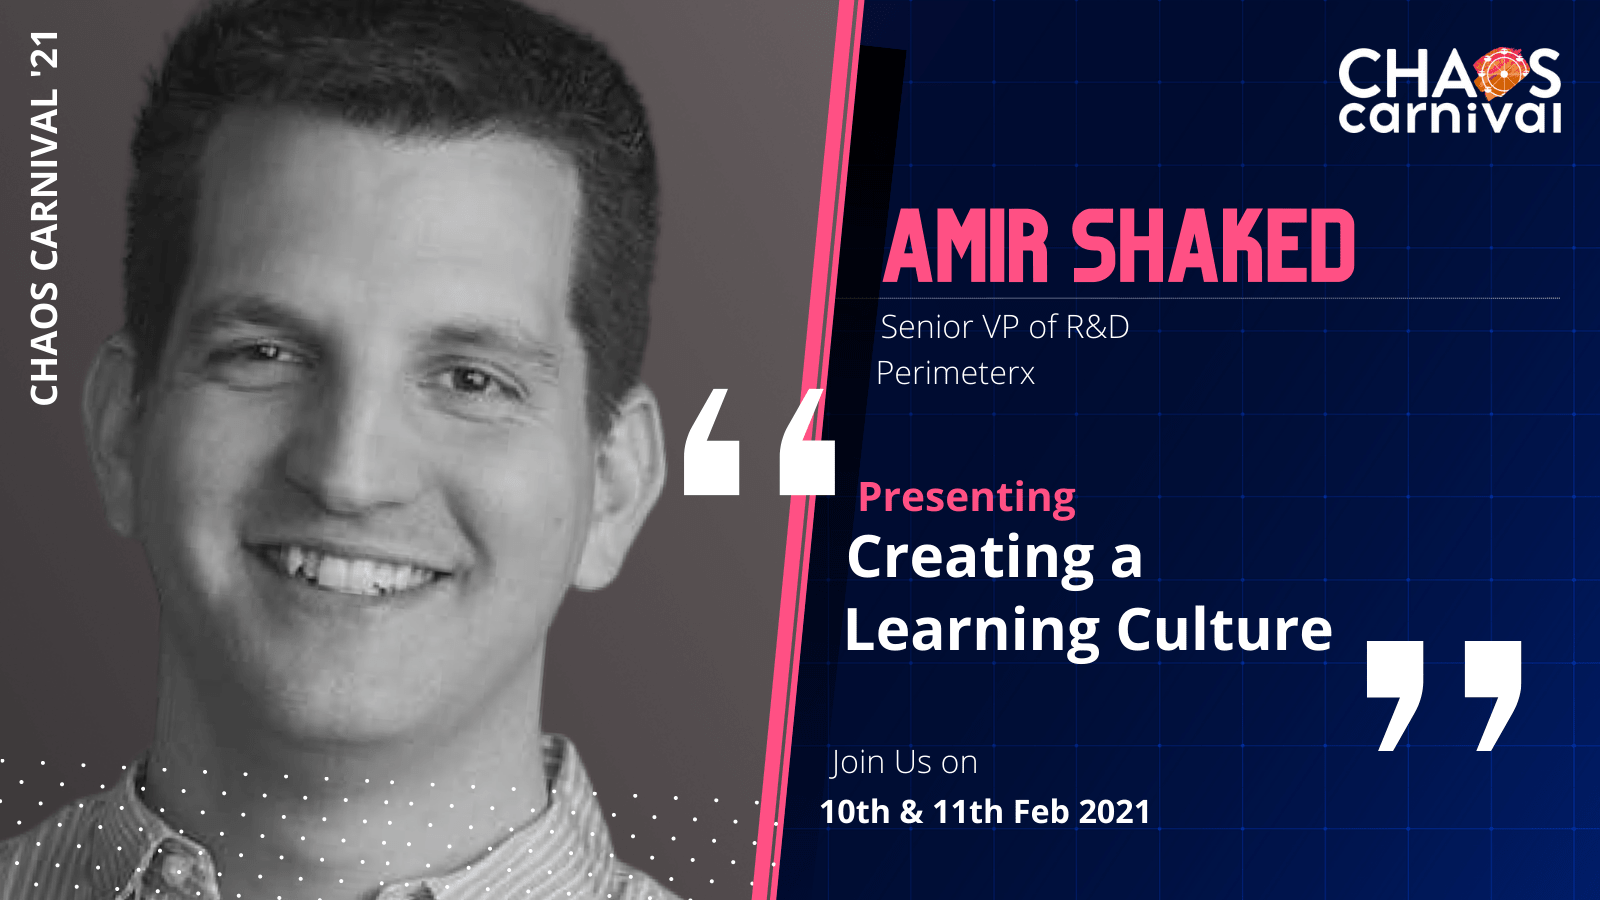 CHAOS CARNIVAL '21
CHAOS
carnival
AMIR SHAKED
Senior VP of R&D
Perimeterx
“
Presenting
Creating a
Learning Culture
”
Join Us on
10th & 11th Feb 2021